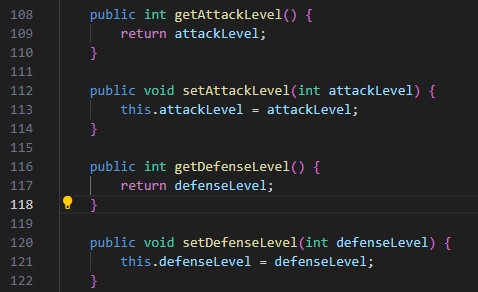 108 public int getAttackLevel() {
109 return attackLevel;
110 }
111
112 public void setAttackLevel(int attackLevel) {
113 this.attackLevel = attackLevel;
114 }
115
116 public int getDefenseLevel() {
117 return defenseLevel;
118 }
119
120 public void setDefenseLevel(int defenseLevel) {
121 this.defenseLevel = defenseLevel;
122 }